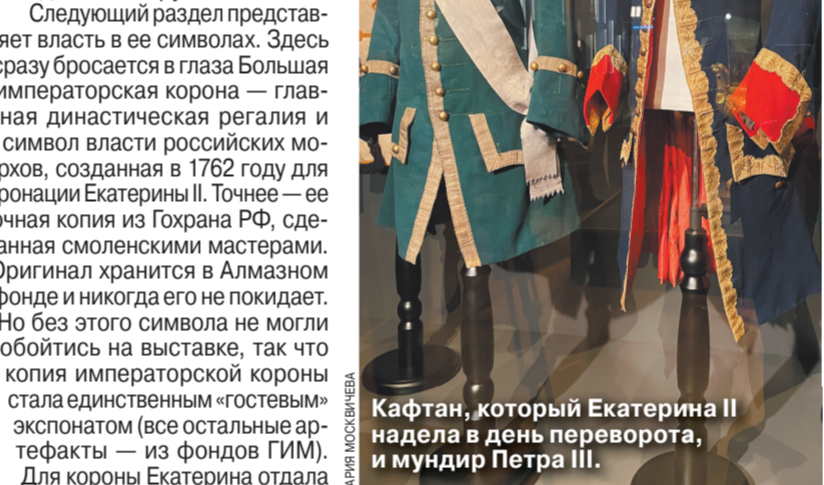 Следующий раздел представ-
яет власть в ее символах. Здесь
сразу бросается в глаза Большая
императорская корона — глав-
ная династическая регалия и
символ власти российских мо-
рхов, созданная в 1762 году для
ронации Екатерины II. Точнее — ее
очная копия из Гохрана РФ, сде-
анная смоленскими мастерами.
Оригинал хранится в Алмазном
фонде и никогда его не покидает.
Но без этого символа не могли
обойтись на выставке, так что
копия императорской короны
стала единственным «гостевым»
экспонатом (все остальные ар-
тефакты — из фондов ГИМ).
Для короны Екатерина отдала
АРИЯ МОСКВИЧЕВА
Кафтан, который Екатерина II
надела в день переворота,
и мундир Петра III.